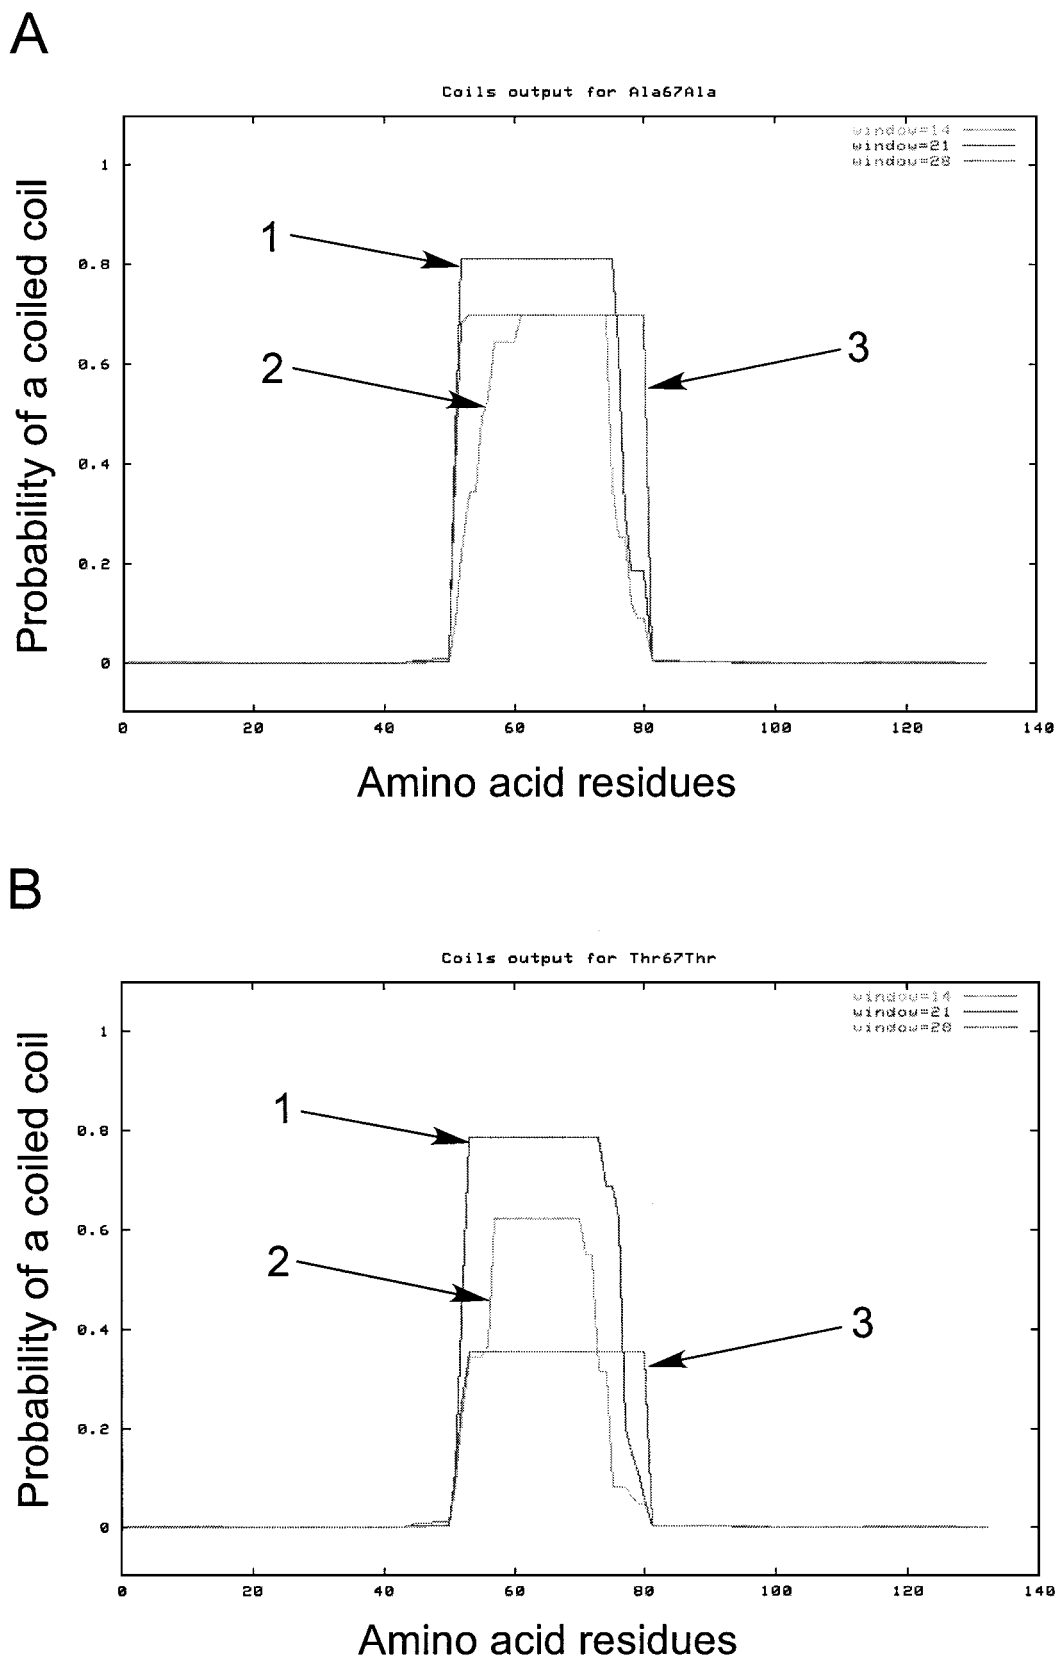 A
Coils output for Ala67Ala
window=14
window=21
window=28
1
0.8
0.6
0.4
0.2
0
0 20 40 60 80 100 120 140
1
2
3
Probability of a coiled coil
Amino acid residues
B
Coils output for Thr67Thr
window=14
window=21
window=28
1
0.8
0.6
0.4
0.2
0
0 20 40 60 80 100 120 140
1
2
3
Probability of a coiled coil
Amino acid residues